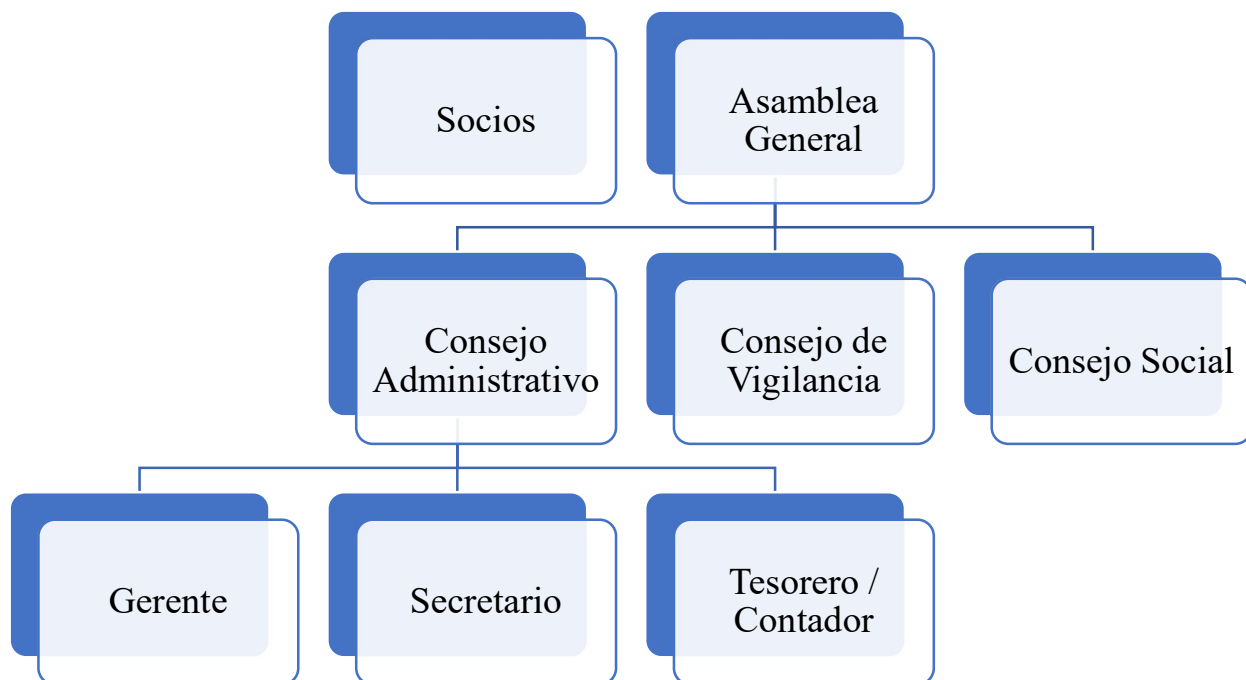 Socios
Asamblea
General
Consejo
Administrativo
Consejo de
Vigilancia
Consejo Social
Gerente
Secretario
Tesorero /
Contador